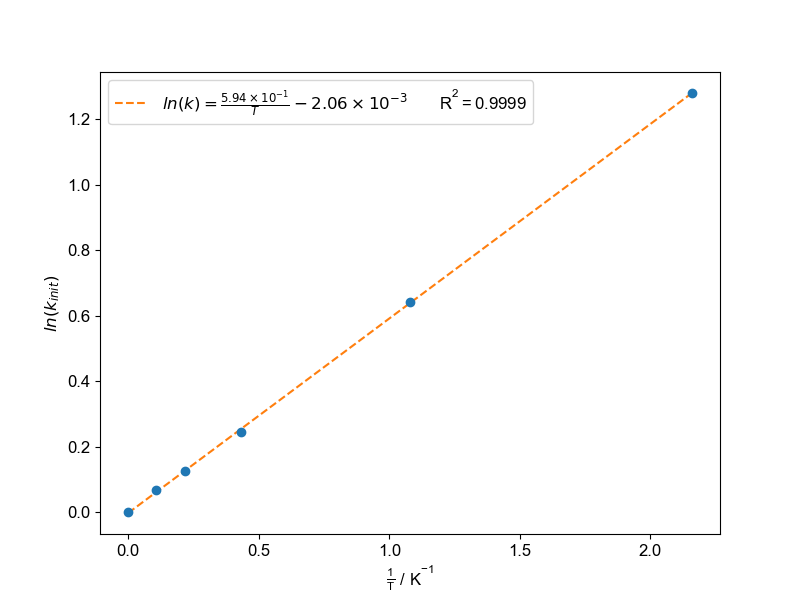 ln(k) = 5.94 × 10⁻¹/T − 2.06 × 10⁻³ R² = 0.9999
1.2
1.0
0.8
0.6
0.4
0.2
0.0
ln(k_init)
0.0 0.5 1.0 1.5 2.0
1/T / K⁻¹